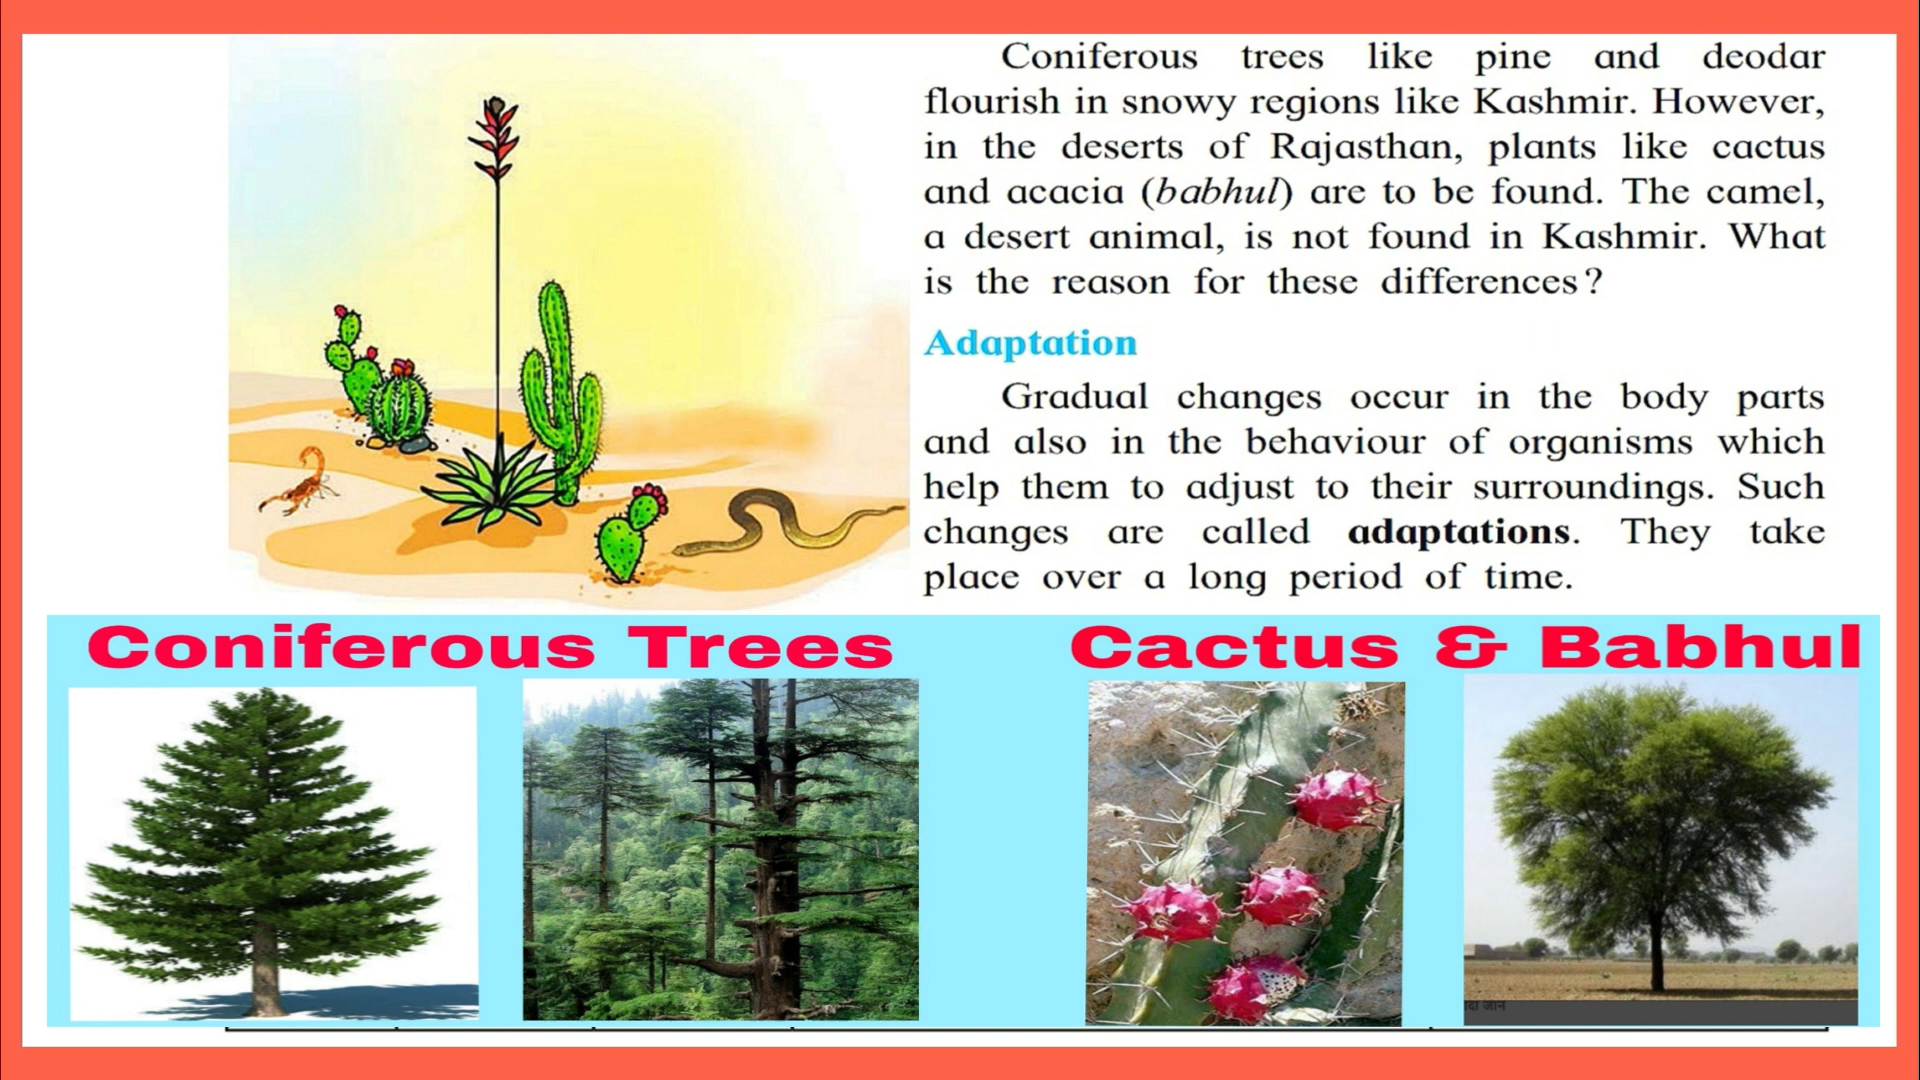 Coniferous trees like pine and deodar
flourish in snowy regions like Kashmir. However,
in the deserts of Rajasthan, plants like cactus
and acacia (babhul) are to be found. The camel,
a desert animal, is not found in Kashmir. What
is the reason for these differences?
Adaptation
Gradual changes occur in the body parts
and also in the behaviour of organisms which
help them to adjust to their surroundings. Such
changes are called adaptations. They take
place over a long period of time.
Coniferous Trees
Cactus & Babhul